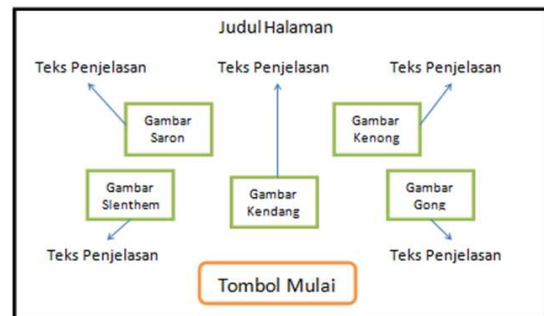 Judul Halaman
Teks Penjelasan
Teks Penjelasan
Teks Penjelasan
Gambar
Saron
Gambar
Kenong
Gambar
Slenthem
Gambar
Kendang
Gambar
Gong
Teks Penjelasan
Teks Penjelasan
Tombol Mulai